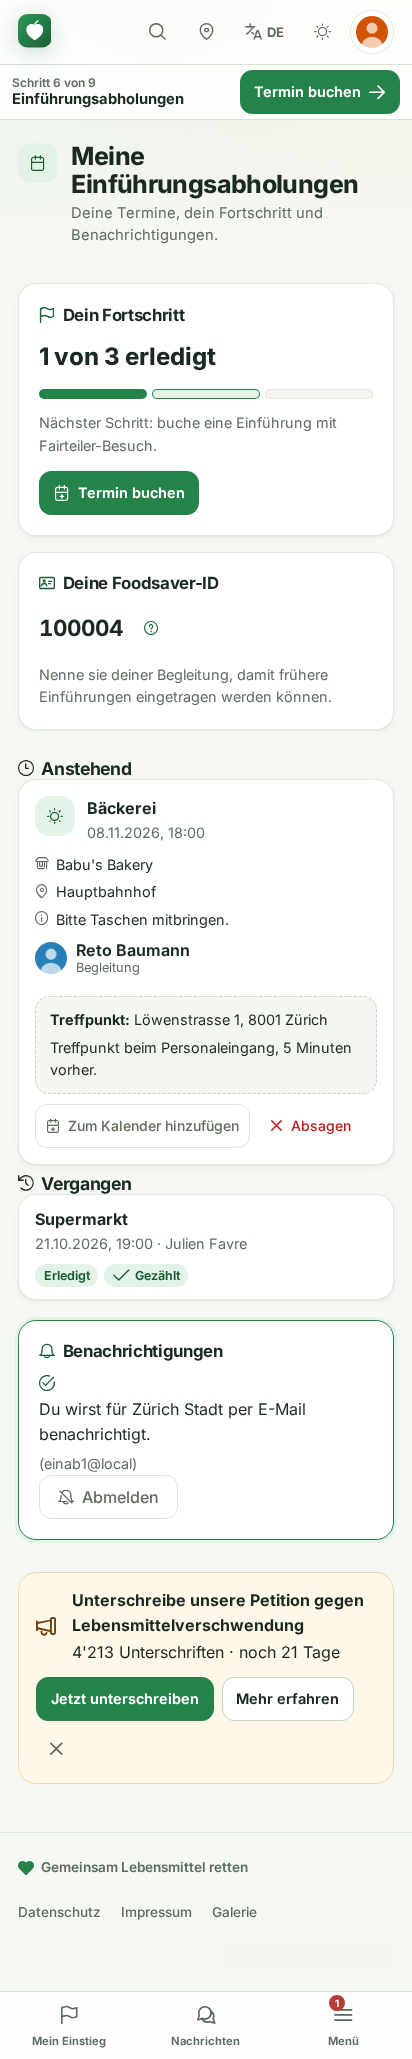 DE
Schritt 6 von 9
Einführungsabholungen
Termin buchen
Meine
Einführungsabholungen
Deine Termine, dein Fortschritt und
Benachrichtigungen.
Dein Fortschritt
1 von 3 erledigt
Nächster Schritt: buche eine Einführung mit
Fairteiler-Besuch.
Termin buchen
Deine Foodsaver-ID
100004
Nenne sie deiner Begleitung, damit frühere
Einführungen eingetragen werden können.
Anstehend
Bäckerei
08.11.2026, 18:00
Babu's Bakery
Hauptbahnhof
Bitte Taschen mitbringen.
Reto Baumann
Begleitung
Treffpunkt: Löwenstrasse 1, 8001 Zürich
Treffpunkt beim Personaleingang, 5 Minuten
vorher.
Zum Kalender hinzufügen
Absagen
Vergangen
Supermarkt
21.10.2026, 19:00 · Julien Favre
Erledigt
Gezählt
Benachrichtigungen
Du wirst für Zürich Stadt per E-Mail
benachrichtigt.
(einab1@local)
Abmelden
Unterschreibe unsere Petition gegen
Lebensmittelverschwendung
4'213 Unterschriften · noch 21 Tage
Jetzt unterschreiben
Mehr erfahren
Gemeinsam Lebensmittel retten
Datenschutz Impressum Galerie
1
Mein Einstieg Nachrichten Menü